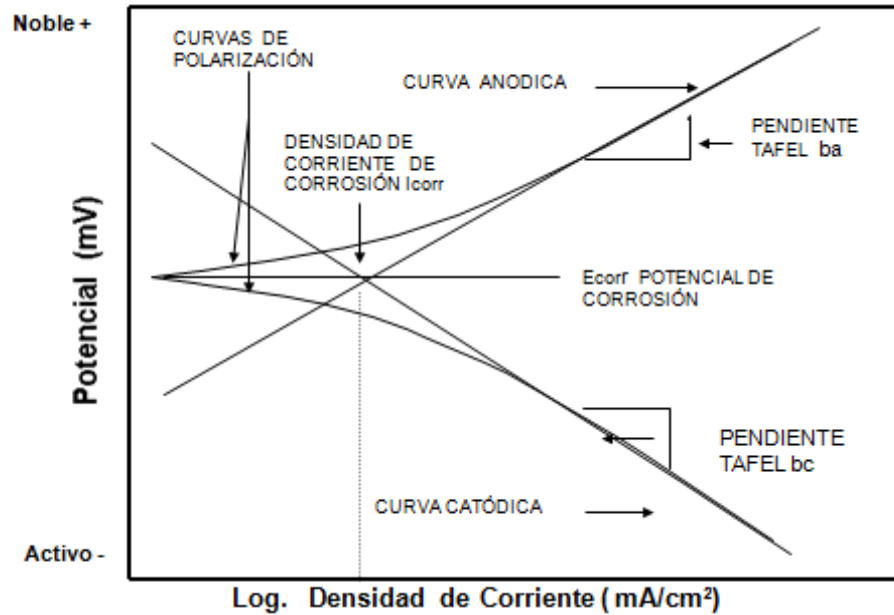 Noble +
CURVAS DE
POLARIZACIÓN
CURVA ANODICA
DENSIDAD DE
CORRIENTE DE
CORROSIÓN Icorr
PENDIENTE
TAFEL ba
Potencial (mV)
Ecorr POTENCIAL DE
CORROSIÓN
PENDIENTE
TAFEL bc
CURVA CATÓDICA
Activo -
Log. Densidad de Corriente ( mA/cm²)